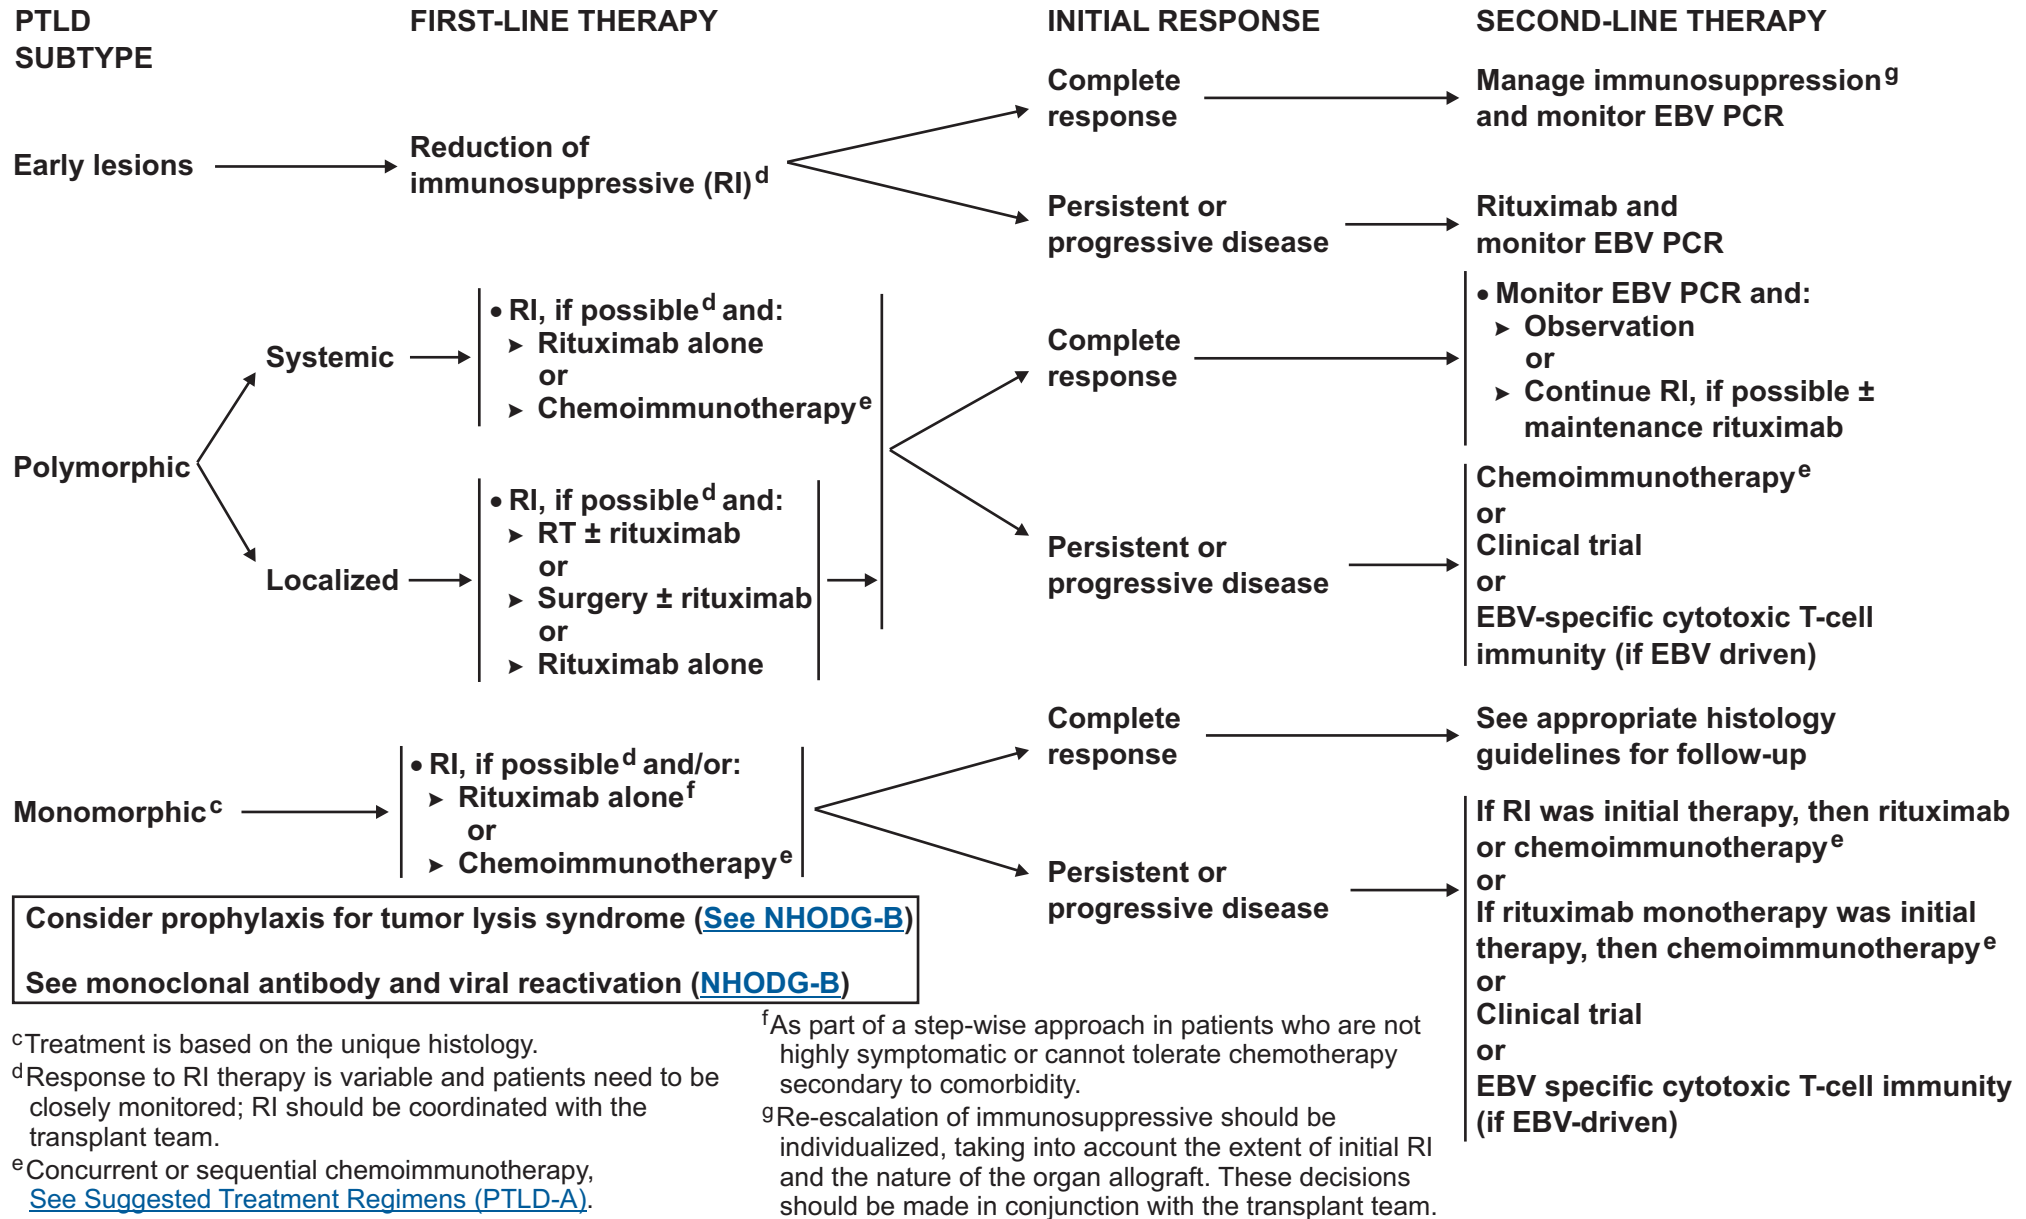 PTLD
SUBTYPE
FIRST-LINE THERAPY
INITIAL RESPONSE
SECOND-LINE THERAPY
Early lesions
Reduction of
immunosuppressive (RI)d
Complete
response
Manage immunosuppressiong
and monitor EBV PCR
Persistent or
progressive disease
Rituximab and
monitor EBV PCR
Polymorphic
Systemic
• RI, if possibled and:
➤ Rituximab alone
or
➤ Chemoimmunotherapye
Localized
• RI, if possibled and:
➤ RT ± rituximab
or
➤ Surgery ± rituximab
or
➤ Rituximab alone
Complete
response
• Monitor EBV PCR and:
➤ Observation
or
➤ Continue RI, if possible ±
maintenance rituximab
Persistent or
progressive disease
Chemoimmunotherapye
or
Clinical trial
or
EBV-specific cytotoxic T-cell
immunity (if EBV driven)
Monomorphicc
• RI, if possibled and/or:
➤ Rituximab alonef
or
➤ Chemoimmunotherapye
Complete
response
See appropriate histology
guidelines for follow-up
Persistent or
progressive disease
If RI was initial therapy, then rituximab
or chemoimmunotherapye
or
If rituximab monotherapy was initial
therapy, then chemoimmunotherapye
or
Clinical trial
or
EBV specific cytotoxic T-cell immunity
(if EBV-driven)
Consider prophylaxis for tumor lysis syndrome (See NHODG-B)
See monoclonal antibody and viral reactivation (NHODG-B)
cTreatment is based on the unique histology.
dResponse to RI therapy is variable and patients need to be
closely monitored; RI should be coordinated with the
transplant team.
eConcurrent or sequential chemoimmunotherapy,
See Suggested Treatment Regimens (PTLD-A).
fAs part of a step-wise approach in patients who are not
highly symptomatic or cannot tolerate chemotherapy
secondary to comorbidity.
gRe-escalation of immunosuppressive should be
individualized, taking into account the extent of initial RI
and the nature of the organ allograft. These decisions
should be made in conjunction with the transplant team.